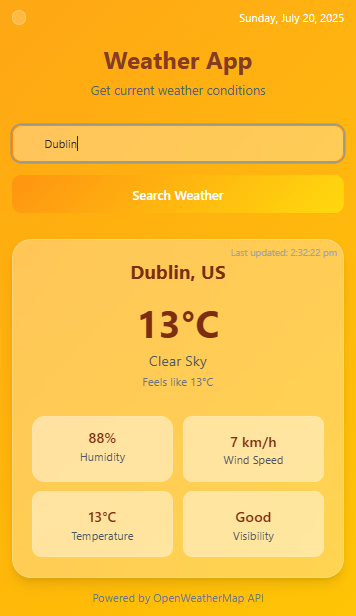 Sunday, July 20, 2025
Weather App
Get current weather conditions
Dublin
Search Weather
Last updated: 2:32:22 pm
Dublin, US
13°C
Clear Sky
Feels like 13°C
88%
Humidity
7 km/h
Wind Speed
13°C
Temperature
Good
Visibility
Powered by OpenWeatherMap API